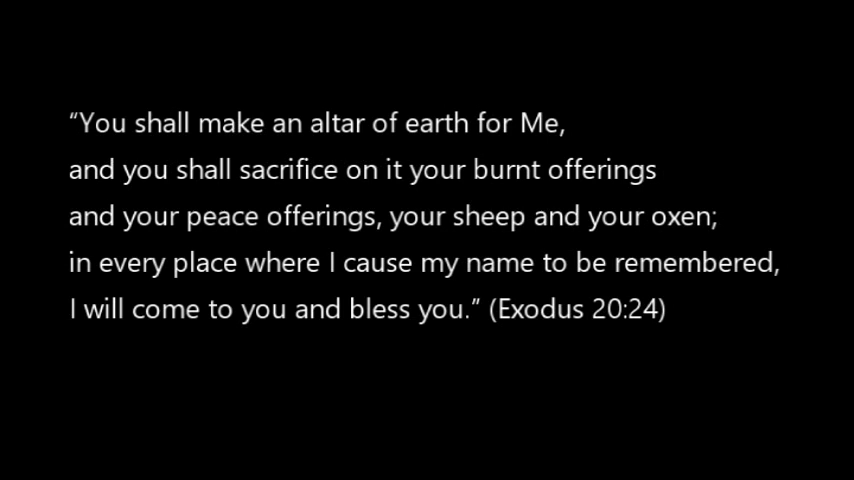 “You shall make an altar of earth for Me,
and you shall sacrifice on it your burnt offerings
and your peace offerings, your sheep and your oxen;
in every place where I cause my name to be remembered,
I will come to you and bless you.” (Exodus 20:24)